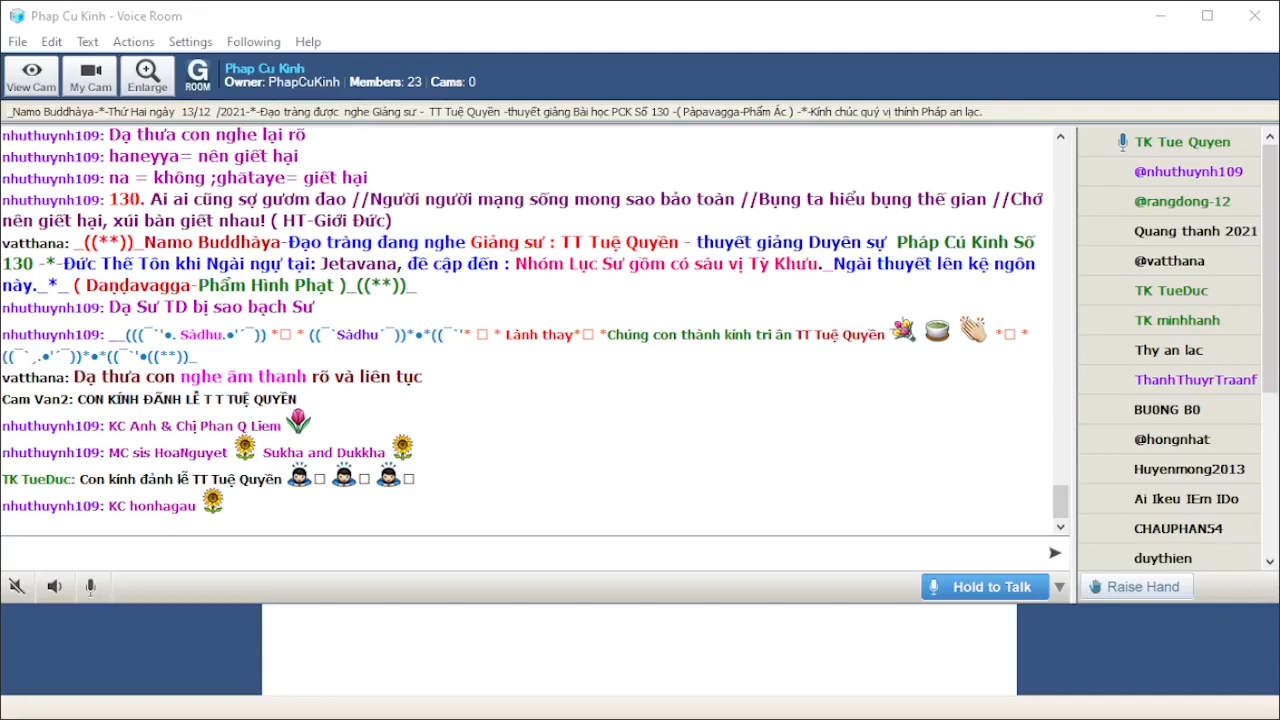 Phap Cu Kinh - Voice Room
File Edit Text Actions Settings Following Help
View Cam My Cam Enlarge G ROOM
Phap Cu Kinh
Owner: PhapCuKinh Members: 23 Cams: 0
_Namo Buddhàya-*-Thứ Hai ngày 13/12 /2021-*-Đạo tràng được nghe Giảng sư - TT Tuệ Quyền -thuyết giảng Bài học PCK Số 130 -( Pàpavagga-Phẩm Ác ) -*-Kính chúc quý vị thính Pháp an lạc.
nhuthuynh109: Dạ thưa con nghe lại rõ
nhuthuynh109: haneyya= nên giết hại
nhuthuynh109: na = không ;ghātaye= giết hại
nhuthuynh109: 130. Ai ai cũng sợ gươm đao //Người người mạng sống mong sao bảo toàn //Bụng ta hiểu bụng thế gian //Chớ
nên giết hại, xúi bàn giết nhau! ( HT-Giới Đức)
vatthana: _((**))_Namo Buddhàya-Đạo tràng đang nghe Giảng sư : TT Tuệ Quyền - thuyết giảng Duyên sự Pháp Cú Kinh Số
130 -*-Đức Thế Tôn khi Ngài ngự tại: Jetavana, đề cập đến : Nhóm Lục Sư gồm có sáu vị Tỳ Khưu._Ngài thuyết lên kệ ngôn
này._*_ ( Daṇḍavagga-Phẩm Hình Phạt )_((**))_
nhuthuynh109: Dạ Sư TD bị sao bạch Sư
nhuthuynh109: __(((¯`'•. Sàdhu.•'´¯)) *□ * ((¯`Sàdhu´¯))*•*((¯`'* □ * Lành thay*□ *Chúng con thành kính tri ân TT Tuệ Quyền 💐 🍵 👏 *□ *
((¯`¸.•'´¯))*•*((¯`'•((**))_
vatthana: Dạ thưa con nghe âm thanh rõ và liên tục
Cam Van2: CON KÍNH ĐÃNH LỄ T T TUỆ QUYỀN
nhuthuynh109: KC Anh & Chị Phan Q Liem 🌷
nhuthuynh109: MC sis HoaNguyet 🌻 Sukha and Dukkha 🌻
TK TueDuc: Con kính đảnh lễ TT Tuệ Quyền 🙇□ 🙇□ 🙇□
nhuthuynh109: KC honhagau 🌻
Hold to Talk
TK Tue Quyen
@nhuthuynh109
@rangdong-12
Quang thanh 2021
@vatthana
TK TueDuc
TK minhhanh
Thy an lac
ThanhThuyrTraanf
BU0NG B0
@hongnhat
Huyenmong2013
Ai Ikeu IEm IDo
CHAUPHAN54
duythien
Raise Hand